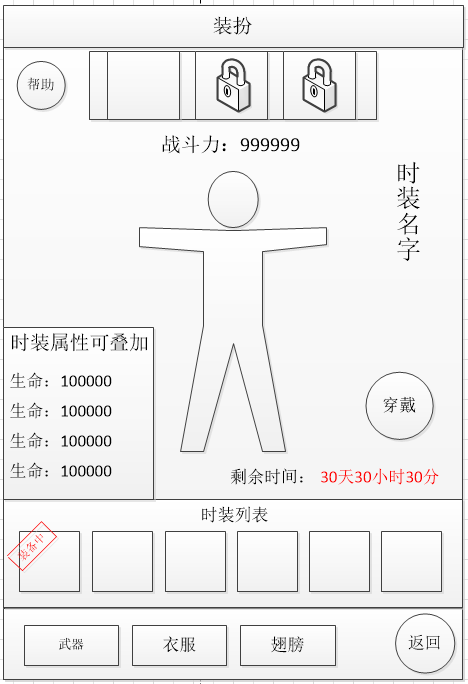 装扮
帮助
战斗力：999999
时装名字
时装属性可叠加
生命：100000
生命：100000
生命：100000
生命：100000
穿戴
剩余时间： 30天30小时30分
时装列表
装备中
武器
衣服
翅膀
返回